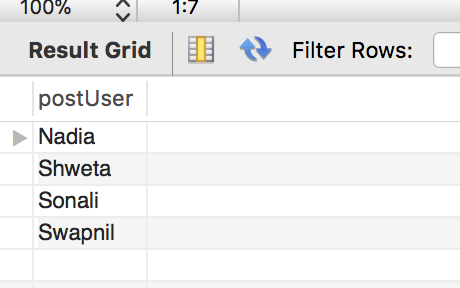 100% 1:7
Result Grid Filter Rows:
postUser
Nadia
Shweta
Sonali
Swapnil